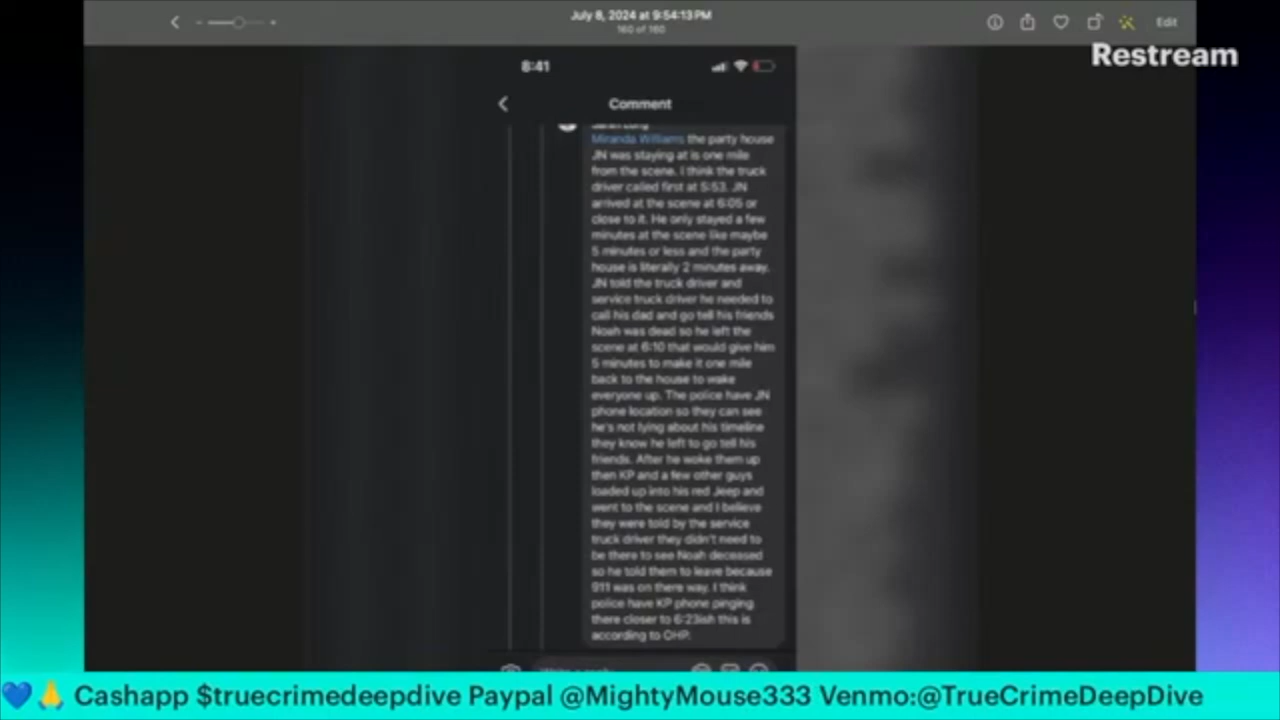 July 8, 2024 at 9:54:13 PM
160 of 160
Edit
Restream
8:41
Comment
Miranda Williams the party house
JN was staying at is one mile
from the scene. I think the truck
driver called first at 5:53. JN
arrived at the scene at 6:05 or
close to it. He only stayed a few
minutes at the scene like maybe
5 minutes or less and the party
house is literally 2 minutes away.
JN told the truck driver and
service truck driver he needed to
call his dad and go tell his friends
Noah was dead so he left the
scene at 6:10 that would give him
5 minutes to make it one mile
back to the house to wake
everyone up. The police have JN
phone location so they can see
he's not lying about his timeline
they know he left to go tell his
friends. After he woke them up
then KP and a few other guys
loaded up into his red Jeep and
went to the scene and I believe
they were told by the service
truck driver they didn't need to
be there to see Noah deceased
so he told them to leave because
911 was on there way. I think
police have KP phone pinging
there closer to 6:23ish this is
according to OHP.
💙🙏 Cashapp $truecrimedeepdive Paypal @MightyMouse333 Venmo:@TrueCrimeDeepDive